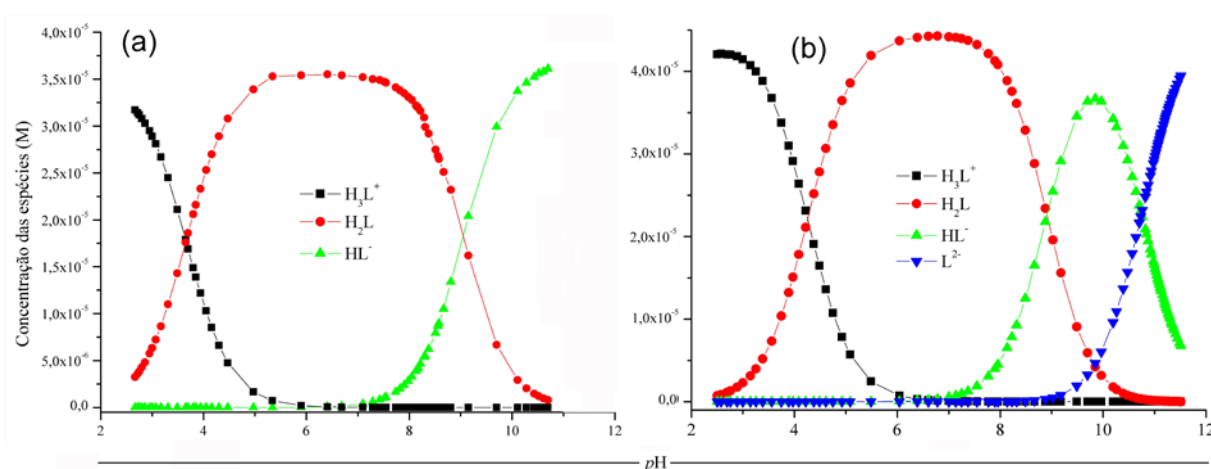 (a)
Concentração das espécies (M)
4,0x10⁻⁵
3,5x10⁻⁵
3,0x10⁻⁵
2,5x10⁻⁵
2,0x10⁻⁵
1,5x10⁻⁵
1,0x10⁻⁵
5,0x10⁻⁶
0,0
H₃L⁺
H₂L
HL⁻
2 4 6 8 10 12
(b)
4,0x10⁻⁵
3,0x10⁻⁵
2,0x10⁻⁵
1,0x10⁻⁵
0,0
H₃L⁺
H₂L
HL⁻
L²⁻
2 4 6 8 10 12
pH